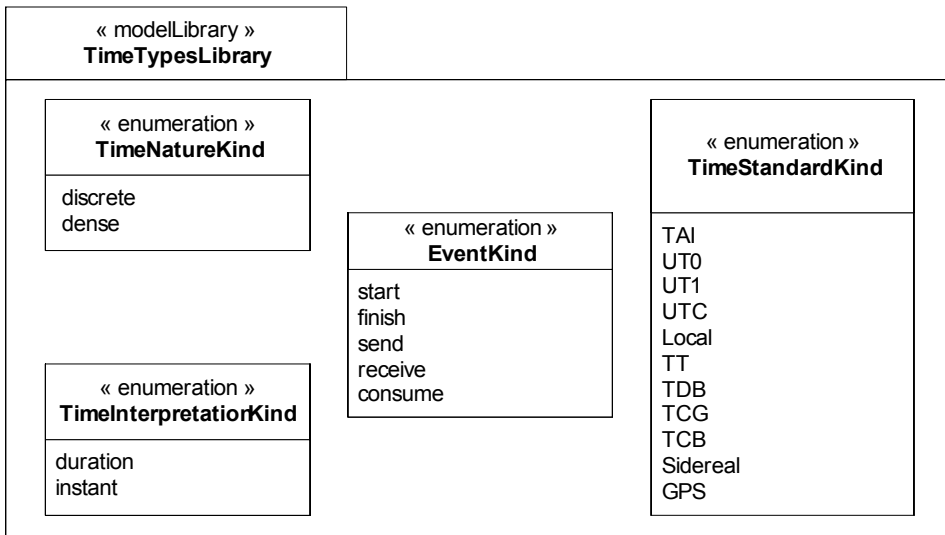 « modelLibrary »
TimeTypesLibrary
« enumeration »
TimeNatureKind
discrete
dense
« enumeration »
TimeInterpretationKind
duration
instant
« enumeration »
EventKind
start
finish
send
receive
consume
« enumeration »
TimeStandardKind
TAI
UT0
UT1
UTC
Local
TT
TDB
TCG
TCB
Sidereal
GPS